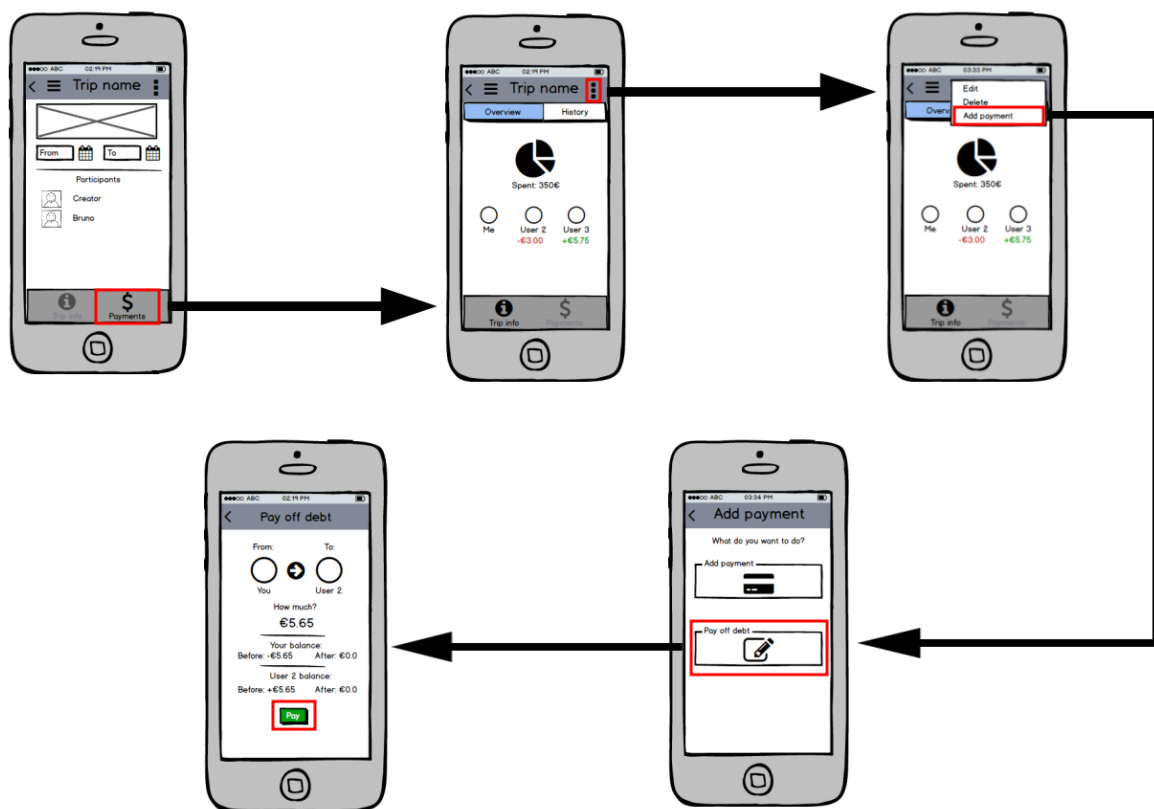 ●●●○○ ABC 02:19 PM
< ☰ Trip name
From To
Participants
Creator
Bruno
Trip info Payments
●●●○○ ABC 02:19 PM
< ☰ Trip name
Overview History
Spent: 350€
Me User 2 User 3
-€3.00 +€5.75
Trip info Payments
●●●○○ ABC 03:33 PM
Edit
Delete
Overv Add payment
Spent: 350€
Me User 2 User 3
-€3.00 +€5.75
Trip info Payments
●●●○○ ABC 02:19 PM
< Pay off debt
From: To:
You User 2
How much?
€5.65
Your balance:
Before: -€5.65 After: €0.0
User 2 balance:
Before: +€5.65 After: €0.0
Pay
●●●○○ ABC 03:34 PM
< Add payment
What do you want to do?
Add payment
Pay off debt